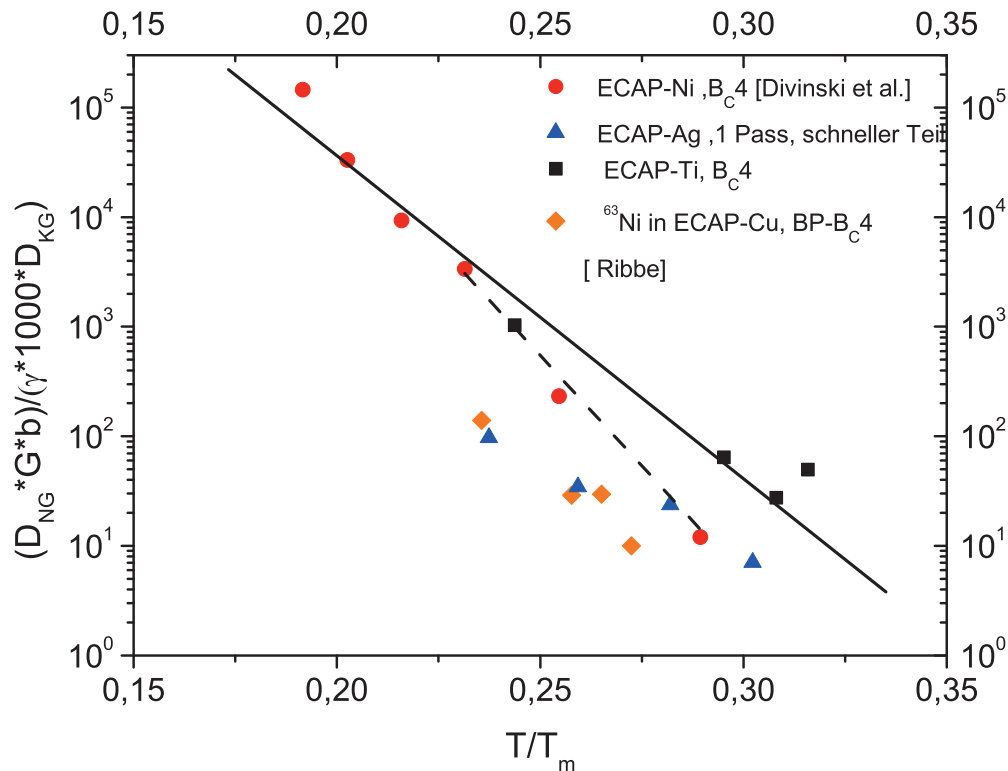 0,15 0,20 0,25 0,30 0,35
ECAP-Ni ,B_C4 [Divinski et al.]
ECAP-Ag ,1 Pass, schneller Teil
ECAP-Ti, B_C4
^63Ni in ECAP-Cu, BP-B_C4
[ Ribbe]
10^5 10^5
10^4 10^4
10^3 10^3
10^2 10^2
10^1 10^1
10^0 10^0
(D_NG*G*b)/(γ*1000*D_KG)
0,15 0,20 0,25 0,30 0,35
T/T_m